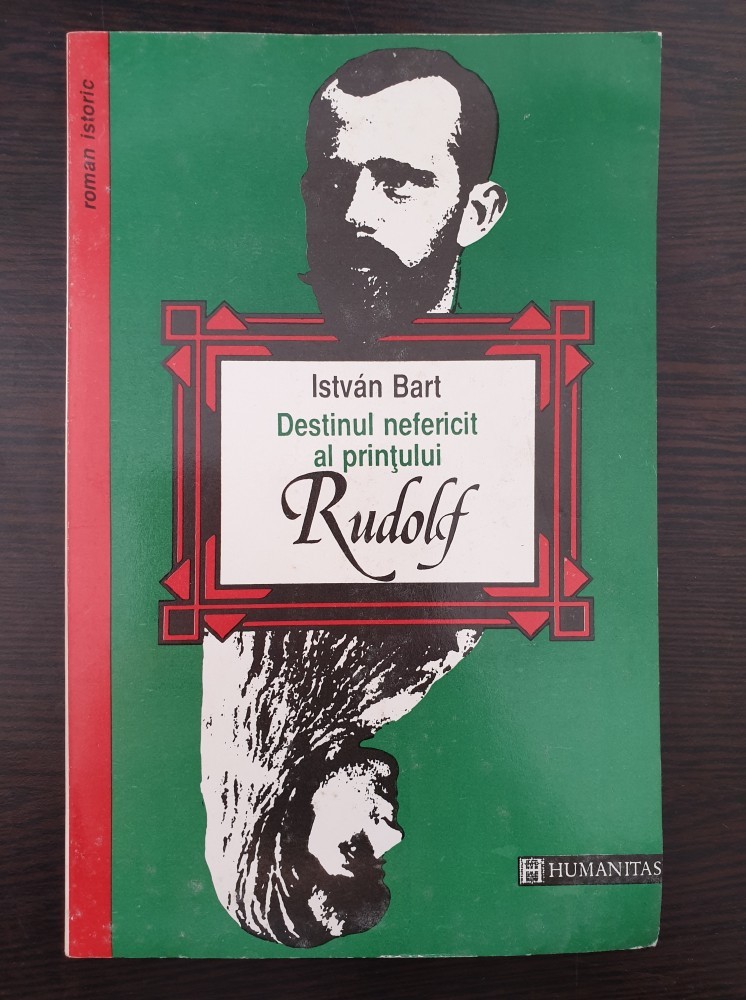 roman istoric
István Bart
Destinul nefericit
al prinţului
Rudolf
HUMANITAS